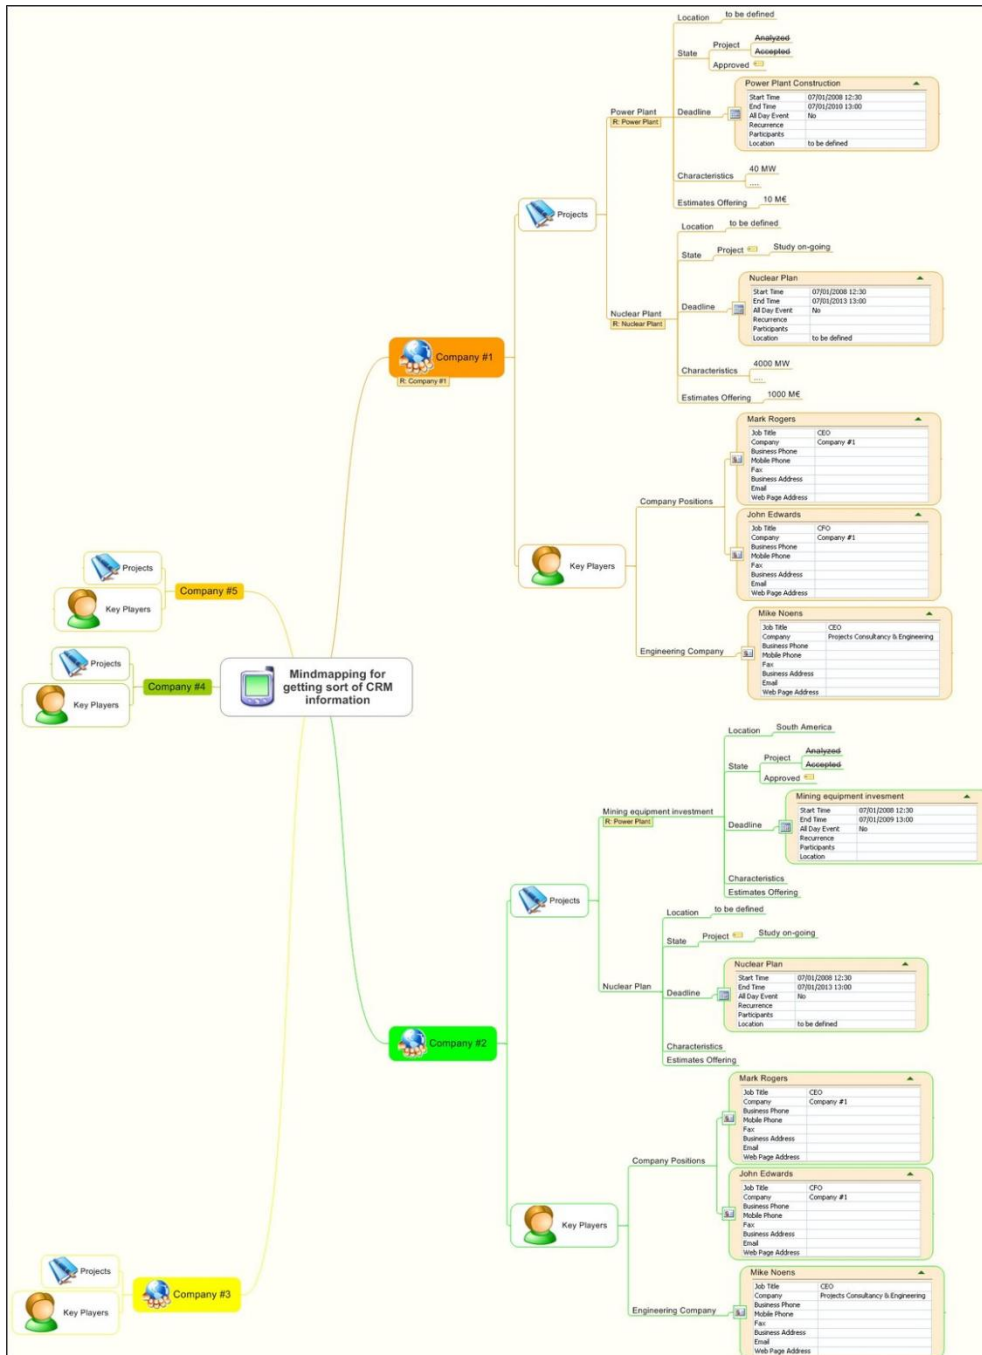 Mindmapping for
getting sort of CRM
information
Company #1
R: Company #1
Projects
Power Plant
R: Power Plant
Location
to be defined
State
Project
Analyzed
Accepted
Approved
Deadline
Power Plant Construction
Start Time 07/01/2008 12:30
End Time 07/01/2010 13:00
All Day Event No
Recurrence
Participants
Location to be defined
Characteristics
40 MW
....
Estimates Offering
10 M€
Nuclear Plant
R: Nuclear Plant
Location
to be defined
State
Project
Study on-going
Deadline
Nuclear Plan
Start Time 07/01/2008 12:30
End Time 07/01/2013 13:00
All Day Event No
Recurrence
Participants
Location to be defined
Characteristics
4000 MW
....
Estimates Offering
1000 M€
Key Players
Company Positions
Mark Rogers
Job Title CEO
Company Company #1
Business Phone
Mobile Phone
Fax
Business Address
Email
Web Page Address
John Edwards
Job Title CFO
Company Company #1
Business Phone
Mobile Phone
Fax
Business Address
Email
Web Page Address
Engineering Company
Mike Noens
Job Title CEO
Company Projects Consultancy & Engineering
Business Phone
Mobile Phone
Fax
Business Address
Email
Web Page Address
Company #2
Projects
Mining equipment investment
R: Power Plant
Location
South America
State
Project
Analyzed
Accepted
Approved
Deadline
Mining equipment invesment
Start Time 07/01/2008 12:30
End Time 07/01/2009 13:00
All Day Event No
Recurrence
Participants
Location
Characteristics
Estimates Offering
Nuclear Plan
Location
to be defined
State
Project
Study on-going
Deadline
Nuclear Plan
Start Time 07/01/2008 12:30
End Time 07/01/2013 13:00
All Day Event No
Recurrence
Participants
Location to be defined
Characteristics
Estimates Offering
Key Players
Company Positions
Mark Rogers
Job Title CEO
Company Company #1
Business Phone
Mobile Phone
Fax
Business Address
Email
Web Page Address
John Edwards
Job Title CFO
Company Company #1
Business Phone
Mobile Phone
Fax
Business Address
Email
Web Page Address
Engineering Company
Mike Noens
Job Title CEO
Company Projects Consultancy & Engineering
Business Phone
Mobile Phone
Fax
Business Address
Email
Web Page Address
Company #3
Projects
Key Players
Company #4
Projects
Key Players
Company #5
Projects
Key Players